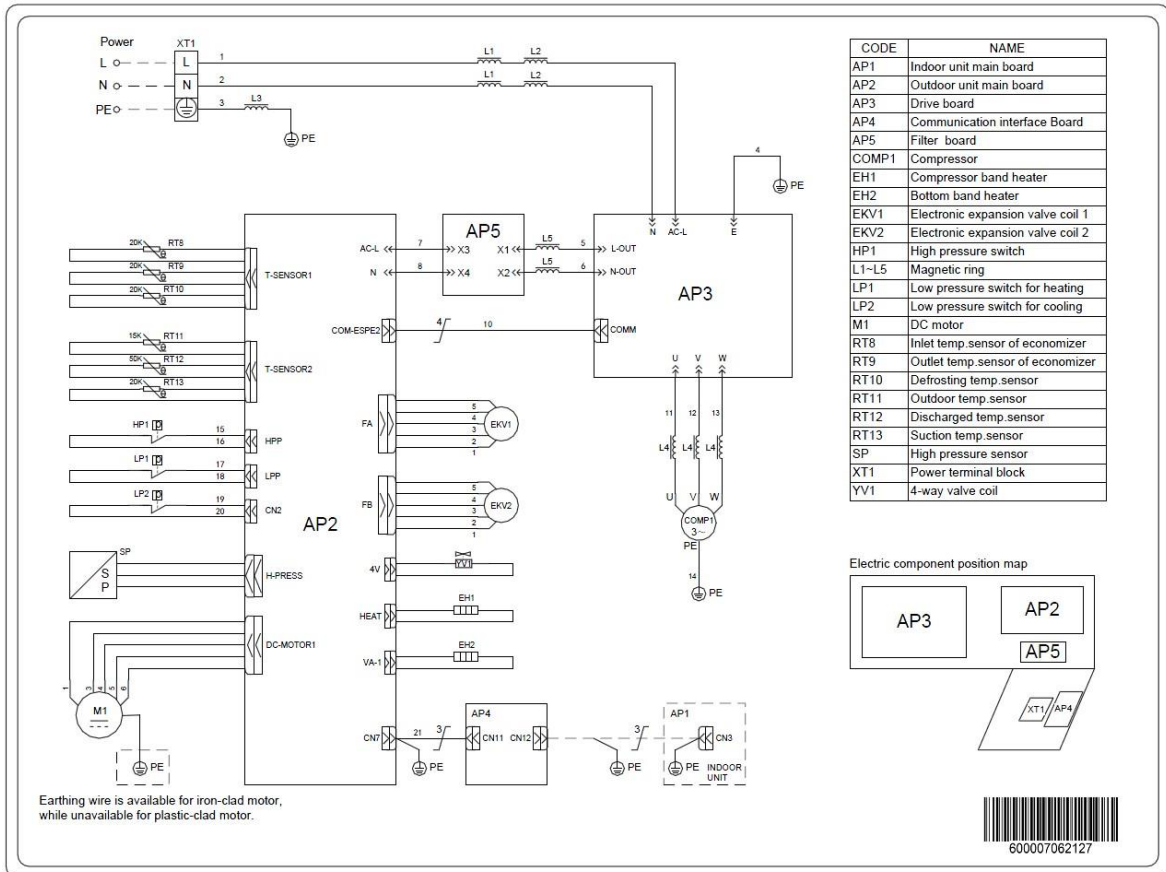 Power
XT1
L
L
1
L1
L2
N
N
2
L1
L2
PE
3
L3
PE
4
PE
N
AC-L
E
AP3
L-OUT
N-OUT
COMM
U
V
W
11
12
13
L4
L4
L4
U
V
W
COMP1
3~
PE
14
PE
AP5
X3
X1
X4
X2
L5
5
L5
6
AC-L
7
N
8
COM-ESPE2
4
10
AP2
20K
RT8
20K
RT9
20K
RT10
T-SENSOR1
15K
RT11
50K
RT12
20K
RT13
T-SENSOR2
HP1
P
15
16
HPP
LP1
P
17
18
LPP
LP2
P
19
20
CN2
SP
S
P
H-PRESS
DC-MOTOR1
1
3
4
5
6
M1
PE
FA
5
4
3
2
1
EKV1
FB
5
4
3
2
1
EKV2
4V
YV1
HEAT
EH1
VA-1
EH2
CN7
21
3
PE
AP4
CN11
CN12
PE
3
AP1
CN3
PE
INDOOR
UNIT
Earthing wire is available for iron-clad motor,
while unavailable for plastic-clad motor.
CODE NAME
AP1 Indoor unit main board
AP2 Outdoor unit main board
AP3 Drive board
AP4 Communication interface Board
AP5 Filter board
COMP1 Compressor
EH1 Compressor band heater
EH2 Bottom band heater
EKV1 Electronic expansion valve coil 1
EKV2 Electronic expansion valve coil 2
HP1 High pressure switch
L1~L5 Magnetic ring
LP1 Low pressure switch for heating
LP2 Low pressure switch for cooling
M1 DC motor
RT8 Inlet temp.sensor of economizer
RT9 Outlet temp.sensor of economizer
RT10 Defrosting temp.sensor
RT11 Outdoor temp.sensor
RT12 Discharged temp.sensor
RT13 Suction temp.sensor
SP High pressure sensor
XT1 Power terminal block
YV1 4-way valve coil
Electric component position map
AP3
AP2
AP5
XT1
AP4
600007062127